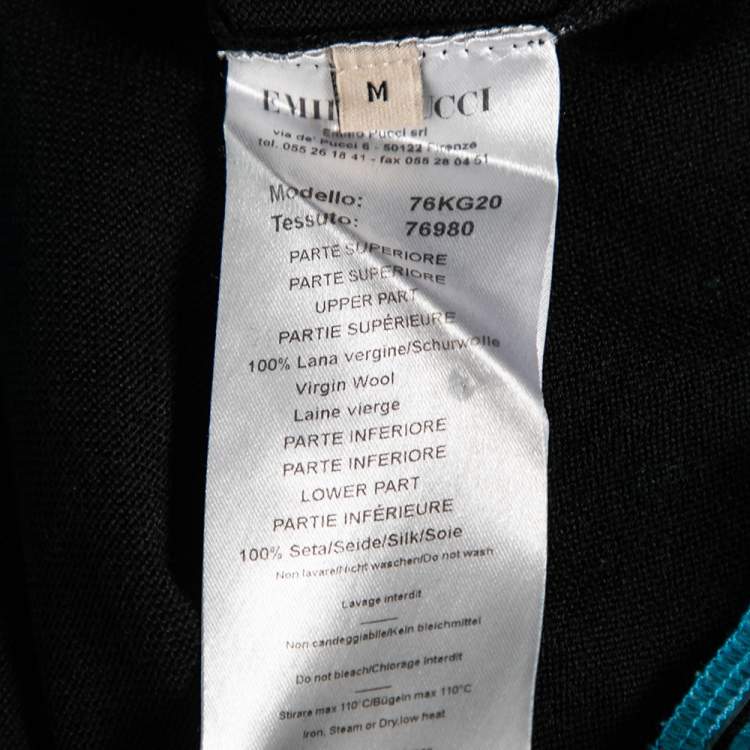 M
EMI UCCI
Emilio Pucci srl
via de' Pucci 6 - 50122 Firenze
tel. 055 26 18 41 - fax 055 28 04 51
Modello: 76KG20
Tessuto: 76980
PARTE SUPERIORE
PARTE SUPERIORE
UPPER PART
PARTIE SUPÉRIEURE
100% Lana vergine/Schurwolle
Virgin Wool
Laine vierge
PARTE INFERIORE
PARTE INFERIORE
LOWER PART
PARTIE INFÉRIEURE
100% Seta/Seide/Silk/Soie
Non lavare/Nicht waschen/Do not wash
Lavage interdit
Non candeggiabile/Kein bleichmittel
Do not bleach/Chlorage interdit
Stirare max 110°C/Bügeln max 110°C
Iron, Steam or Dry,low heat